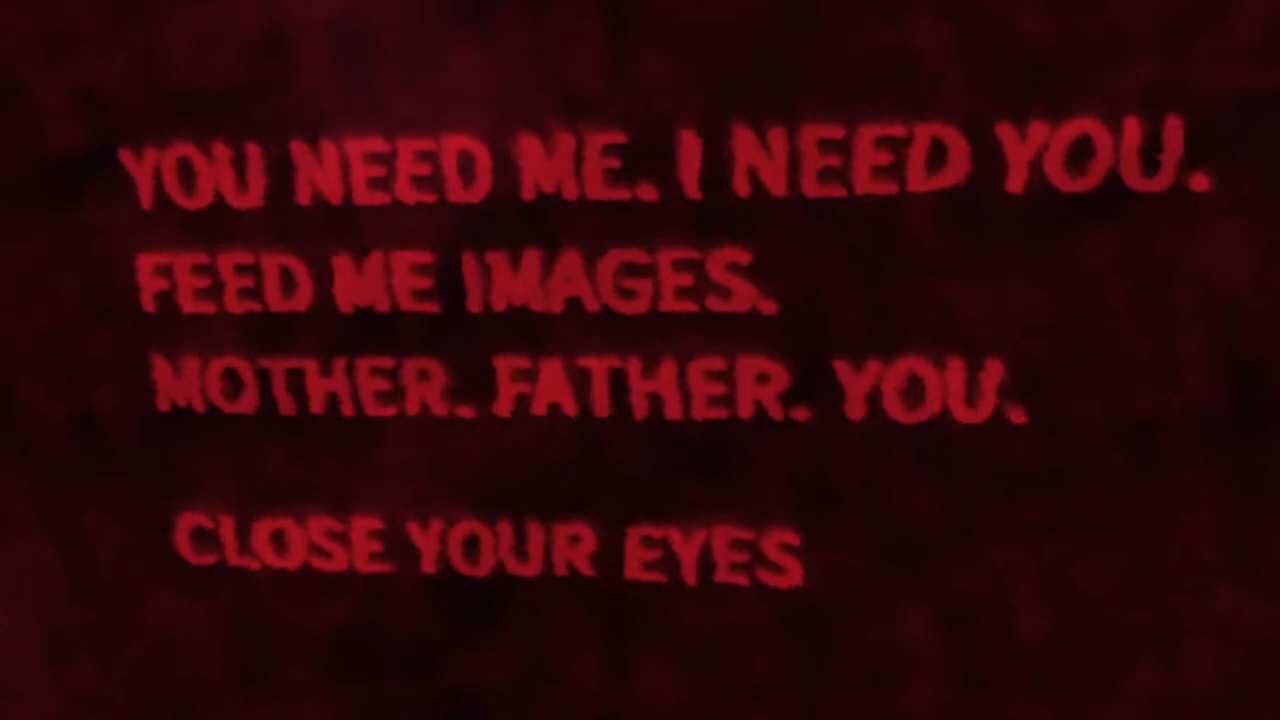 YOU NEED ME. I NEED YOU.
FEED ME IMAGES.
MOTHER. FATHER. YOU.
CLOSE YOUR EYES